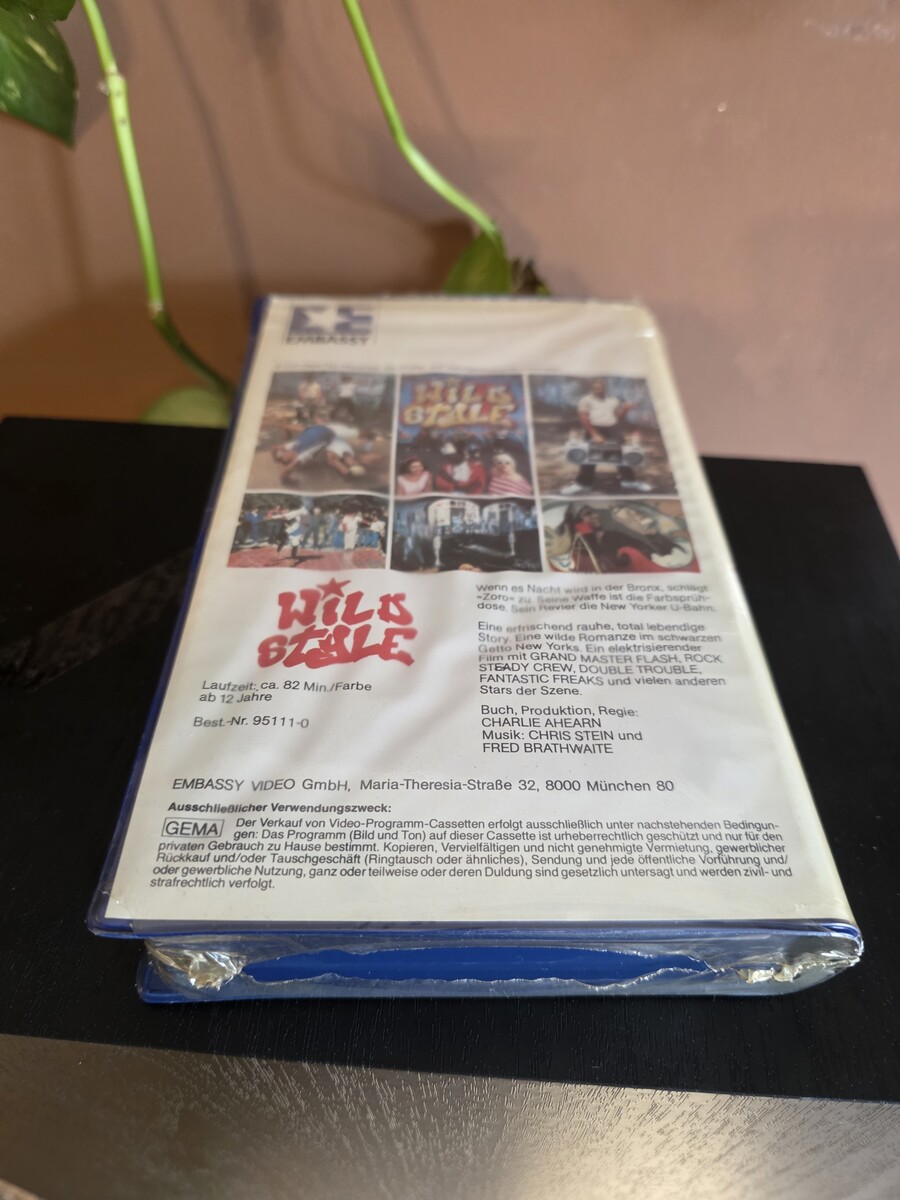 EMBASSY
WILD
STYLE
WILD
STYLE
Wenn es Nacht wird in der Bronx, schlägt
»Zoro« zu. Seine Waffe ist die Farbsprüh-
dose. Sein Revier die New Yorker U-Bahn.
Eine erfrischend rauhe, total lebendige
Story. Eine wilde Romanze im schwarzen
Getto New Yorks. Ein elektrisierender
Film mit GRAND MASTER FLASH, ROCK
STEADY CREW, DOUBLE TROUBLE,
FANTASTIC FREAKS und vielen anderen
Stars der Szene.
Laufzeit: ca. 82 Min./Farbe
ab 12 Jahre
Best.-Nr. 95111-0
Buch, Produktion, Regie:
CHARLIE AHEARN
Musik: CHRIS STEIN und
FRED BRATHWAITE
EMBASSY VIDEO GmbH, Maria-Theresia-Straße 32, 8000 München 80
Ausschließlicher Verwendungszweck:
GEMA Der Verkauf von Video-Programm-Cassetten erfolgt ausschließlich unter nachstehenden Bedingun-
gen: Das Programm (Bild und Ton) auf dieser Cassette ist urheberrechtlich geschützt und nur für den
privaten Gebrauch zu Hause bestimmt. Kopieren, Vervielfältigen und nicht genehmigte Vermietung, gewerblicher
Rückkauf und/oder Tauschgeschäft (Ringtausch oder ähnliches), Sendung und jede öffentliche Vorführung und/
oder gewerbliche Nutzung, ganz oder teilweise oder deren Duldung sind gesetzlich untersagt und werden zivil- und
strafrechtlich verfolgt.